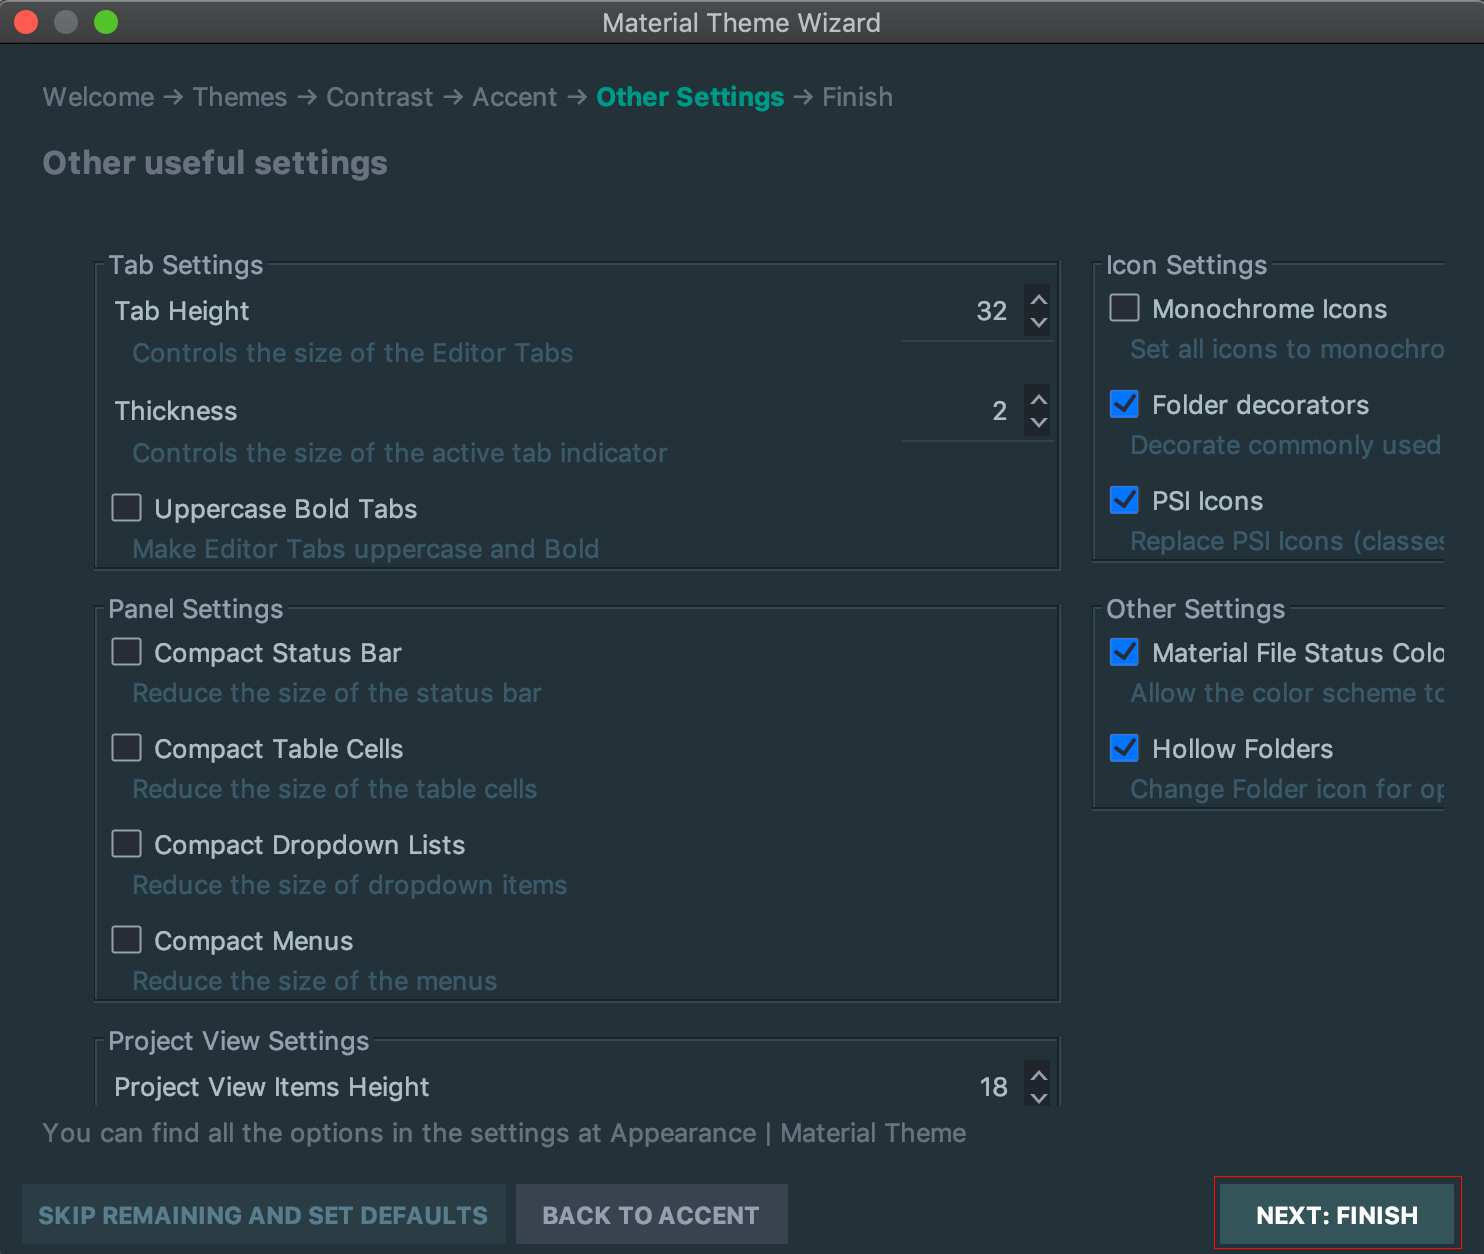 Material Theme Wizard
Welcome → Themes → Contrast → Accent → Other Settings → Finish
Other useful settings
Tab Settings
Tab Height 32
Controls the size of the Editor Tabs
Thickness 2
Controls the size of the active tab indicator
Uppercase Bold Tabs
Make Editor Tabs uppercase and Bold
Panel Settings
Compact Status Bar
Reduce the size of the status bar
Compact Table Cells
Reduce the size of the table cells
Compact Dropdown Lists
Reduce the size of dropdown items
Compact Menus
Reduce the size of the menus
Project View Settings
Project View Items Height 18
Icon Settings
Monochrome Icons
Set all icons to monochro
Folder decorators
Decorate commonly used
PSI Icons
Replace PSI Icons (classes
Other Settings
Material File Status Colo
Allow the color scheme to
Hollow Folders
Change Folder icon for op
You can find all the options in the settings at Appearance | Material Theme
SKIP REMAINING AND SET DEFAULTS
BACK TO ACCENT
NEXT: FINISH